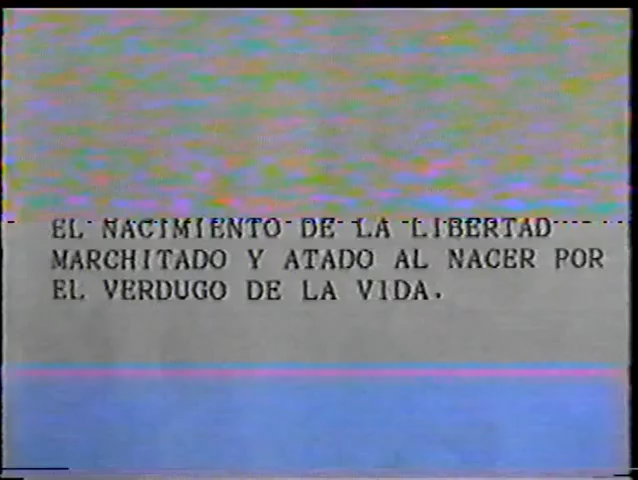 EL NACIMIENTO DE LA LIBERTAD
MARCHITADO Y ATADO AL NACER POR
EL VERDUGO DE LA VIDA.